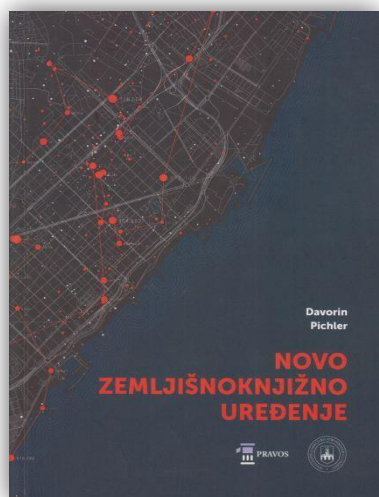 Davorin
Pichler
NOVO
ZEMLJIŠNOKNJIŽNO
UREĐENJE
PRAVOS